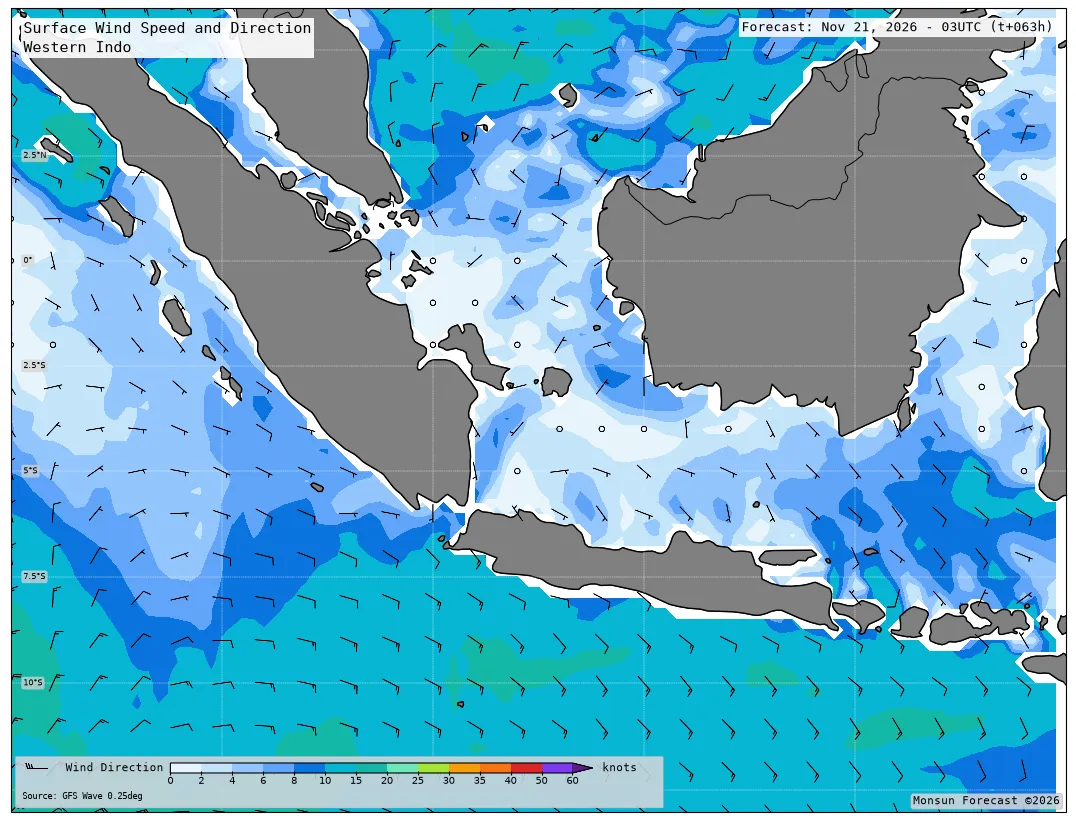 Surface Wind Speed and Direction
Western Indo
Forecast: Nov 21, 2026 - 03UTC (t+063h)
2.5°N
0°
2.5°S
5°S
7.5°S
10°S
Wind Direction
0 2 4 6 8 10 15 20 25 30 35 40 50 60
knots
Source: GFS Wave 0.25deg
Monsun Forecast ©2026